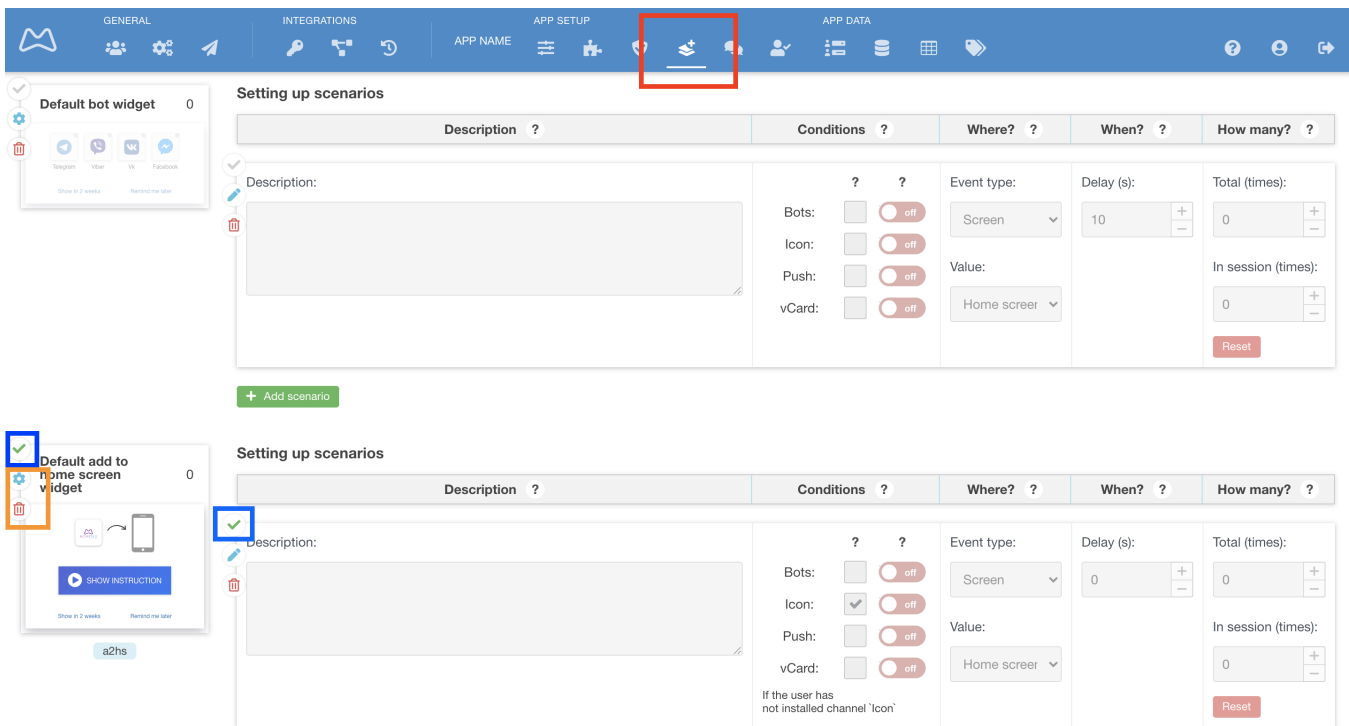 GENERAL
INTEGRATIONS
APP SETUP
APP DATA
APP NAME
Default bot widget 0
Telegram Viber Vk Facebook
Show in 2 weeks Remind me later
Setting up scenarios
Description ? Conditions ? Where? ? When? ? How many? ?
Description: ? ? Event type: Delay (s): Total (times):
Bots: off Screen 10 + − 0 + −
Icon: off
Push: off Value: In session (times):
vCard: off Home screer 0 + −
Reset
+ Add scenario
Default add to
home screen 0
widget
SHOW INSTRUCTION
Show in 2 weeks Remind me later
a2hs
Setting up scenarios
Description ? Conditions ? Where? ? When? ? How many? ?
Description: ? ? Event type: Delay (s): Total (times):
Bots: off Screen 0 + − 0 + −
Icon: off
Push: off Value: In session (times):
vCard: off Home screer 0 + −
If the user has
not installed channel `Icon`
Reset